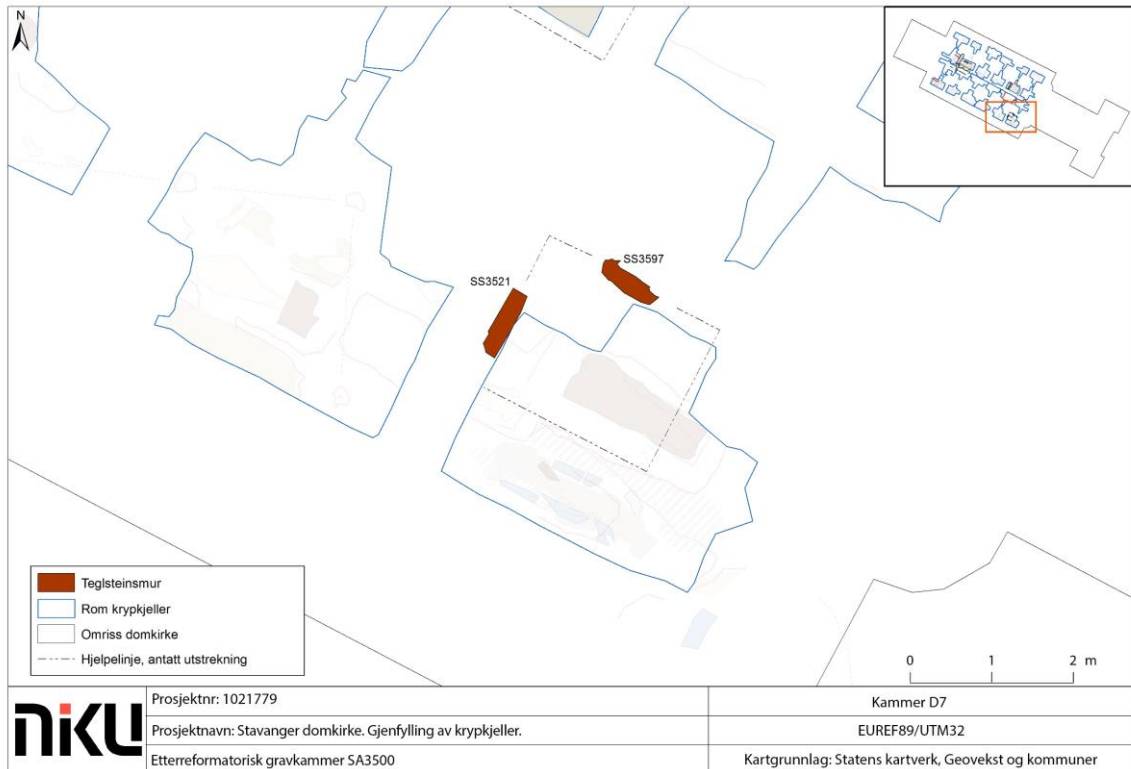 N
SS3597
SS3521
Teglsteinsmur
Rom krypkjeller
Omriss domkirke
Hjelpelinje, antatt utstrekning
0 1 2 m
NIKU
Prosjektnr: 1021779
Kammer D7
Prosjektnavn: Stavanger domkirke. Gjenfylling av krypkjeller.
EUREF89/UTM32
Etterreformatorisk gravkammer SA3500
Kartgrunnlag: Statens kartverk, Geovekst og kommuner